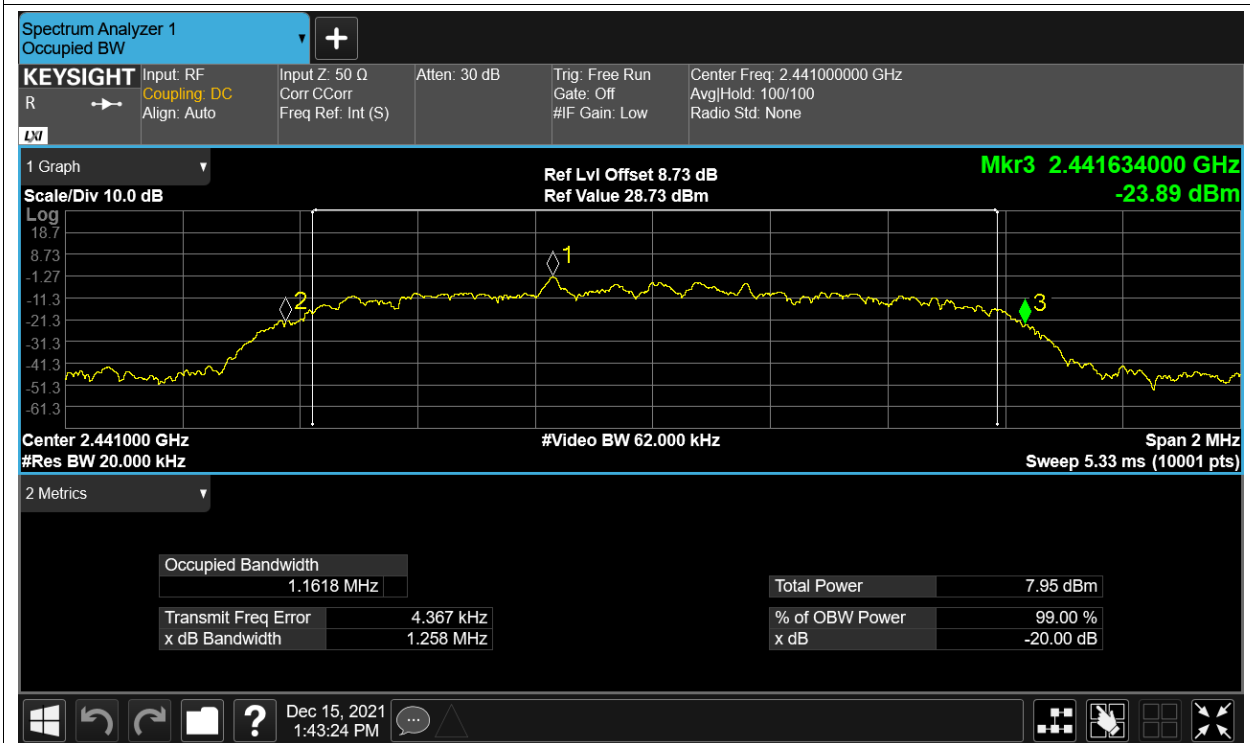 Spectrum Analyzer 1
Occupied BW
KEYSIGHT
R
LXI
Input: RF
Coupling: DC
Align: Auto
Input Z: 50 Ω
Corr CCorr
Freq Ref: Int (S)
Atten: 30 dB
Trig: Free Run
Gate: Off
#IF Gain: Low
Center Freq: 2.441000000 GHz
Avg|Hold: 100/100
Radio Std: None
1 Graph
Scale/Div 10.0 dB
Ref Lvl Offset 8.73 dB
Ref Value 28.73 dBm
Mkr3 2.441634000 GHz
-23.89 dBm
Log
18.7
8.73
-1.27
-11.3
-21.3
-31.3
-41.3
-51.3
-61.3
1
2
3
Center 2.441000 GHz
#Video BW 62.000 kHz
Span 2 MHz
#Res BW 20.000 kHz
Sweep 5.33 ms (10001 pts)
2 Metrics
Occupied Bandwidth
1.1618 MHz
Total Power 7.95 dBm
Transmit Freq Error 4.367 kHz
% of OBW Power 99.00 %
x dB Bandwidth 1.258 MHz
x dB -20.00 dB
?
Dec 15, 2021
1:43:24 PM